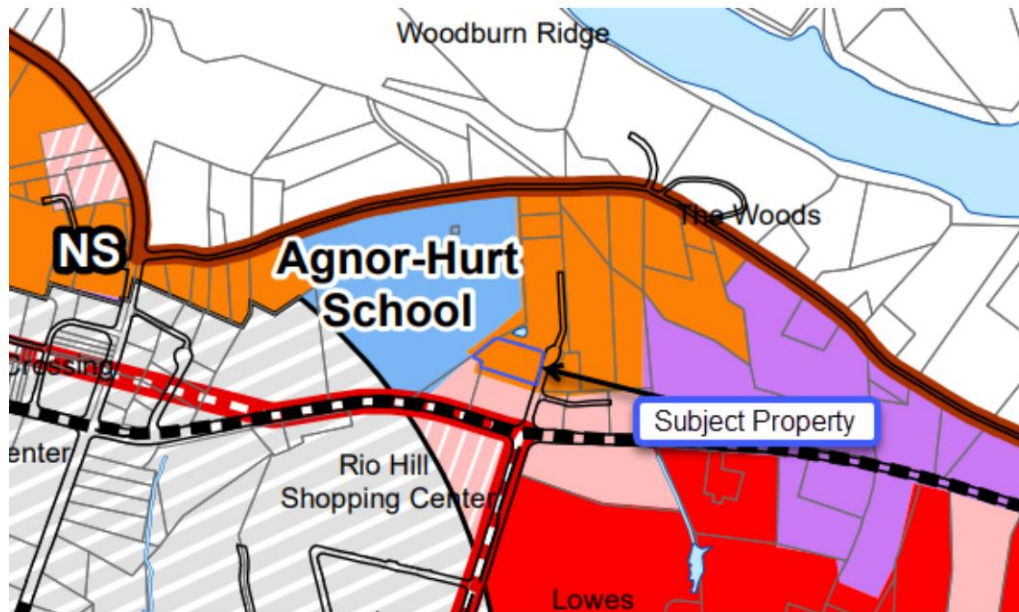 Woodburn Ridge
The Woods
NS
Agnor-Hurt
School
Crossing
Subject Property
enter
Rio Hill
Shopping Center
Lowes